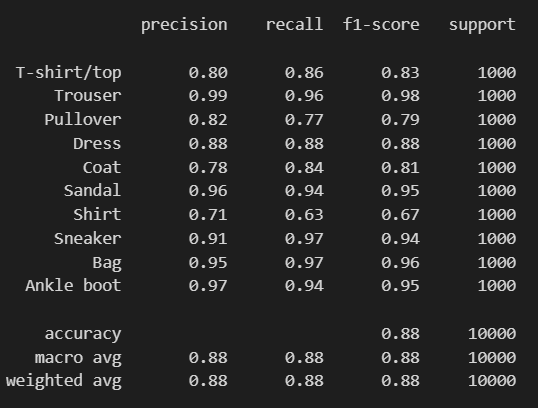 precision recall f1-score support
T-shirt/top 0.80 0.86 0.83 1000
Trouser 0.99 0.96 0.98 1000
Pullover 0.82 0.77 0.79 1000
Dress 0.88 0.88 0.88 1000
Coat 0.78 0.84 0.81 1000
Sandal 0.96 0.94 0.95 1000
Shirt 0.71 0.63 0.67 1000
Sneaker 0.91 0.97 0.94 1000
Bag 0.95 0.97 0.96 1000
Ankle boot 0.97 0.94 0.95 1000
accuracy 0.88 10000
macro avg 0.88 0.88 0.88 10000
weighted avg 0.88 0.88 0.88 10000